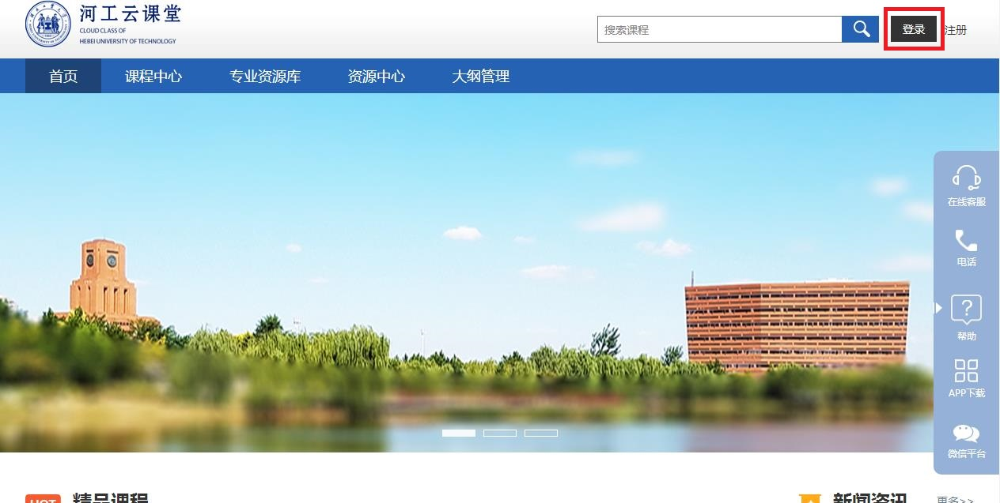 河工云课堂
CLOUD CLASS OF
HEBEI UNIVERSITY OF TECHNOLOGY
搜索课程
登录
注册
首页
课程中心
专业资源库
资源中心
大纲管理
在线客服
电话
?
帮助
APP下载
微信平台
HOT
精品课程
新闻资讯
更多>>